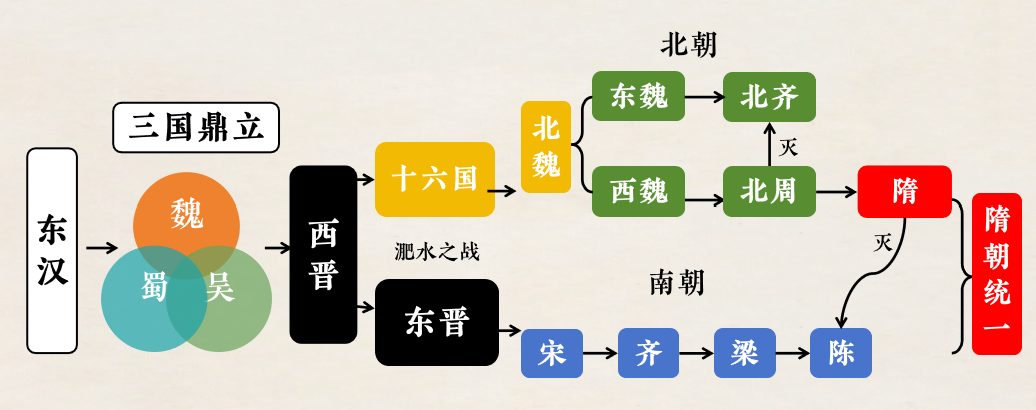 东汉
三国鼎立
魏
蜀
吴
西晋
十六国
淝水之战
东晋
北魏
北朝
东魏
北齐
灭
西魏
北周
隋
灭
南朝
宋
齐
梁
陈
隋朝统一